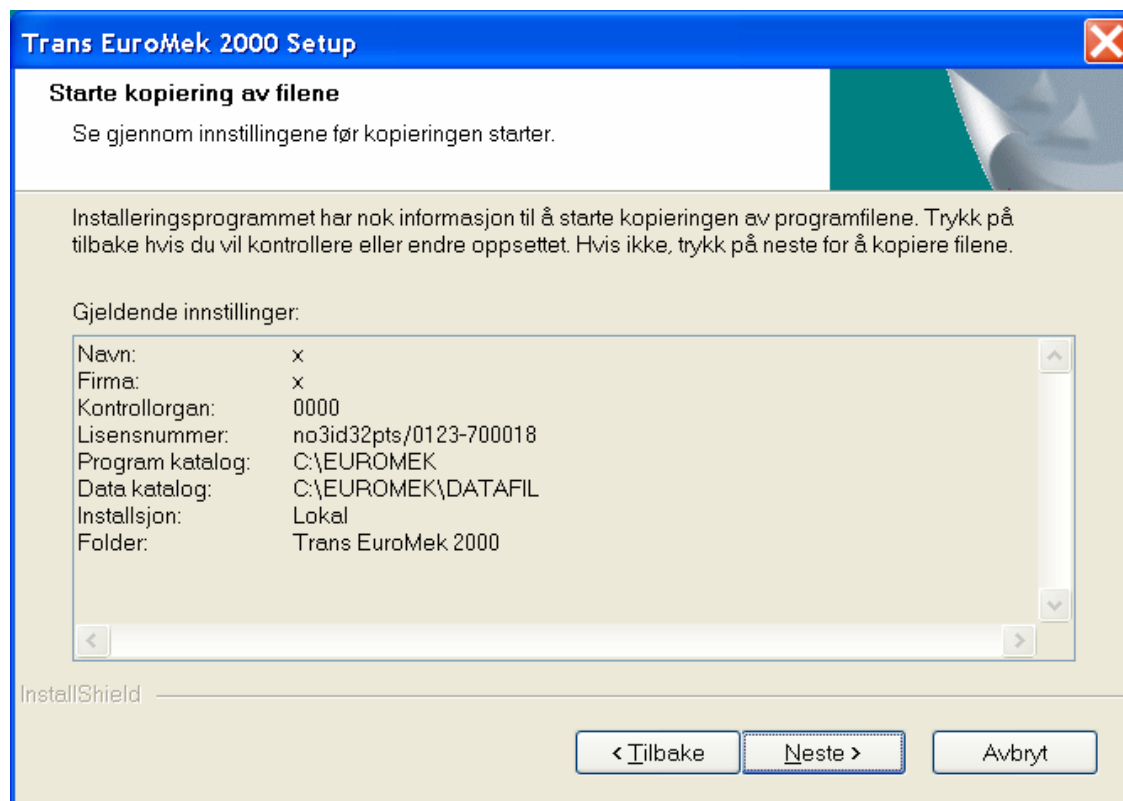 Trans EuroMek 2000 Setup
Starte kopiering av filene
Se gjennom innstillingene før kopieringen starter.
Installeringsprogrammet har nok informasjon til å starte kopieringen av programfilene. Trykk på
tilbake hvis du vil kontrollere eller endre oppsettet. Hvis ikke, trykk på neste for å kopiere filene.
Gjeldende innstillinger:
Navn: x
Firma: x
Kontrollorgan: 0000
Lisensnummer: no3id32pts/0123-700018
Program katalog: C:\EUROMEK
Data katalog: C:\EUROMEK\DATAFIL
Installsjon: Lokal
Folder: Trans EuroMek 2000
InstallShield
< Tilbake Neste > Avbryt